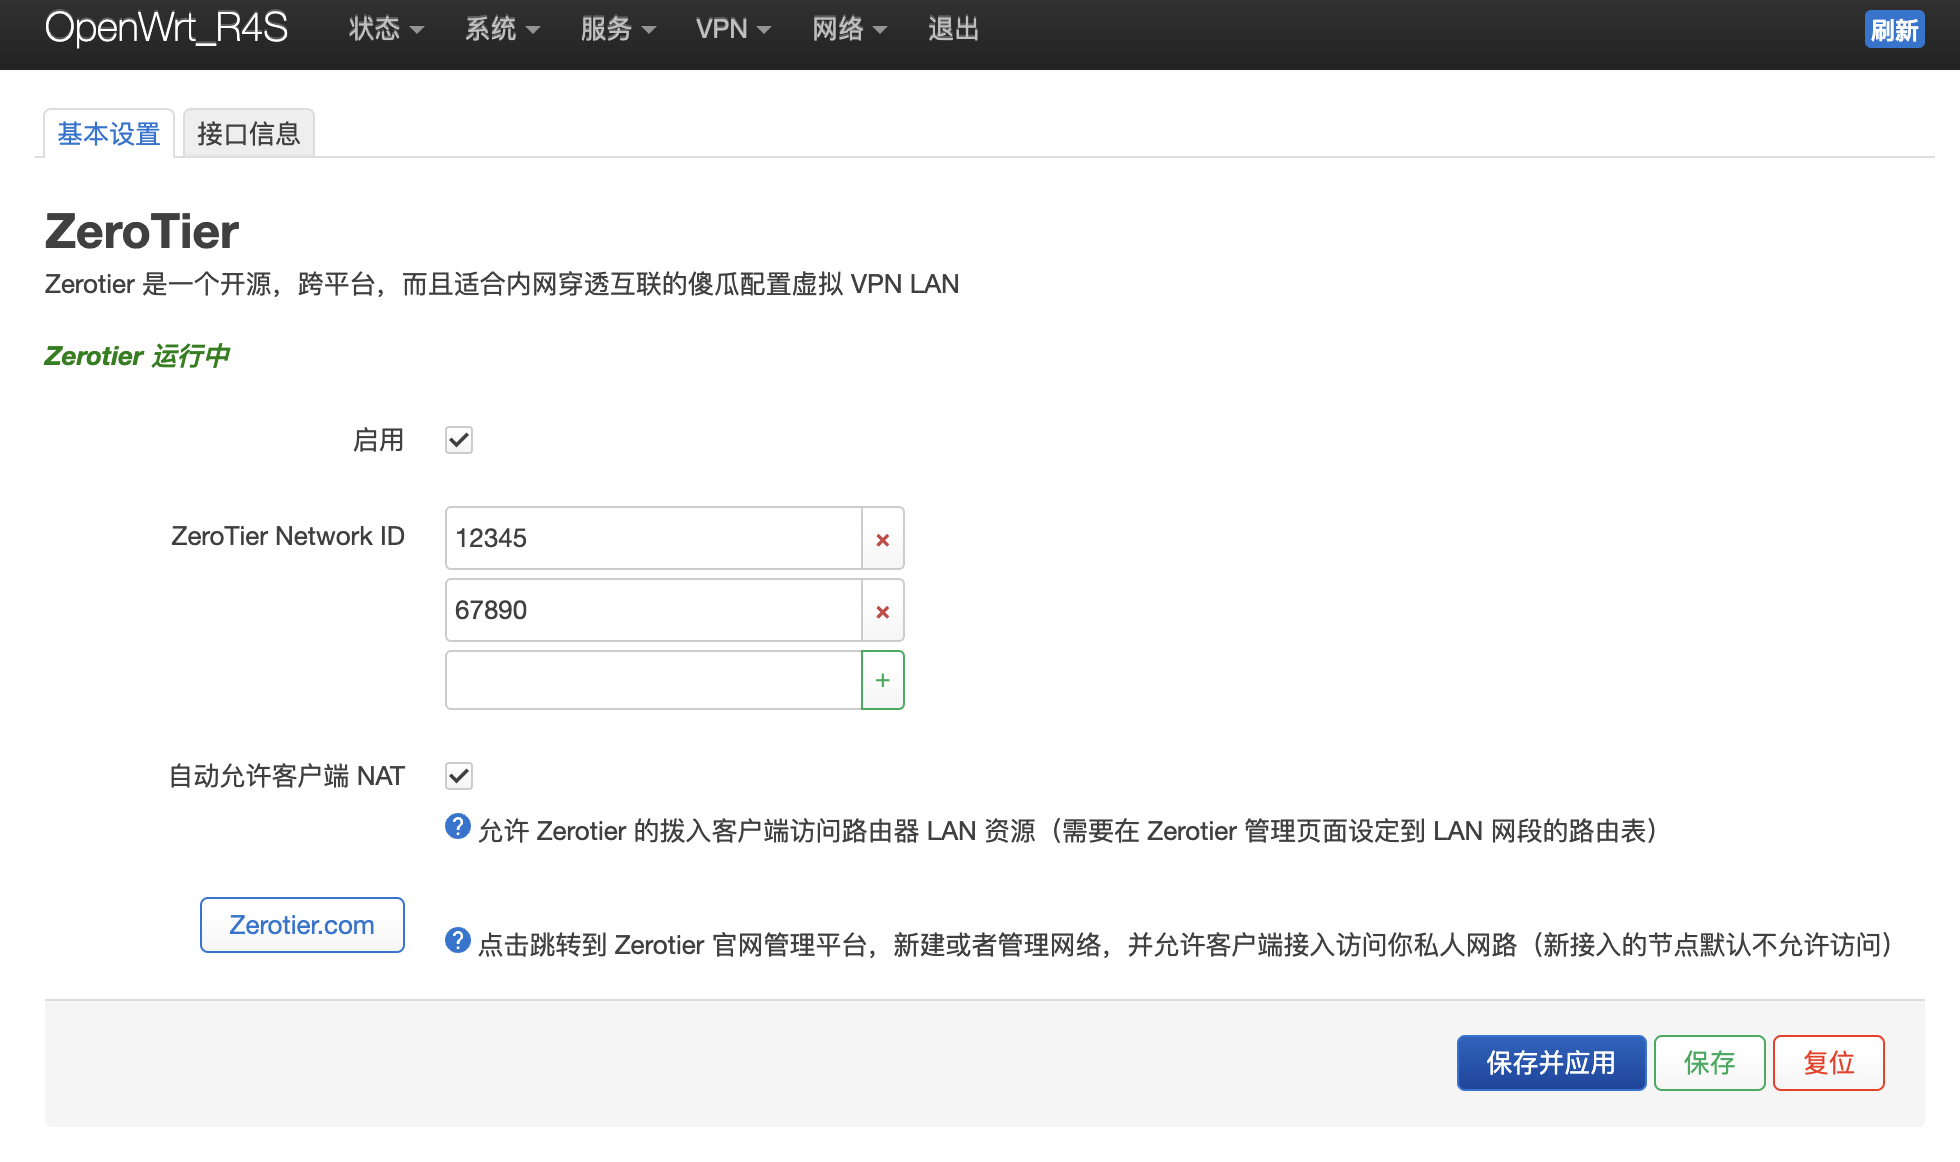 OpenWrt_R4S 状态 系统 服务 VPN 网络 退出 刷新
基本设置 接口信息
ZeroTier
Zerotier 是一个开源，跨平台，而且适合内网穿透互联的傻瓜配置虚拟 VPN LAN
Zerotier 运行中
启用
ZeroTier Network ID 12345 ×
67890 ×
+
自动允许客户端 NAT
? 允许 Zerotier 的拨入客户端访问路由器 LAN 资源（需要在 Zerotier 管理页面设定到 LAN 网段的路由表）
Zerotier.com ? 点击跳转到 Zerotier 官网管理平台，新建或者管理网络，并允许客户端接入访问你私人网路（新接入的节点默认不允许访问）
保存并应用 保存 复位